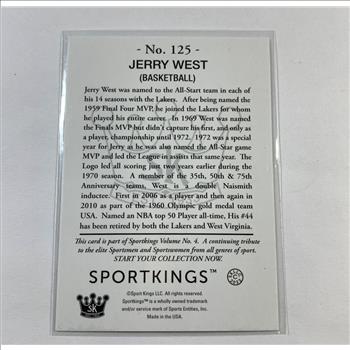 - No. 125 -
JERRY WEST
(BASKETBALL)
Jerry West was named to the All-Start team in each of
his 14 seasons with the Lakers. After being named the
1959 Final Four MVP, he joined the Lakers for whom
he played his entire career. In 1969 West was named
the Finals MVP but didn't capture his first, and only as
a player, championship until 1972. 1972 was a special
year for Jerry as he was also named the All-Star game
MVP and led the League in assists that same year. The
Logo led all scoring just two years earlier during the
1970 season. A member of the 35th, 50th & 75th
Anniversary teams, West is a double Naismith
inductee. First in 2006 as a player and then again in
2010 as part of the 1960 Olympic gold medal team
USA. Named an NBA top 50 Player all-time, His #44
has been retired by both the Lakers and West Virginia.
This card is part of Sportkings Volume No. 4. A continuing tribute
to the elite Sportsmen and Sportswomen from all genres of sport.
START YOUR COLLECTION NOW.
SPORTKINGS™
SK
©Sport Kings LLC. All rights reserved.
Sportkings™ is a wholly owned trademark
and/or service mark of Sports Entities, Inc.
Made in the USA.